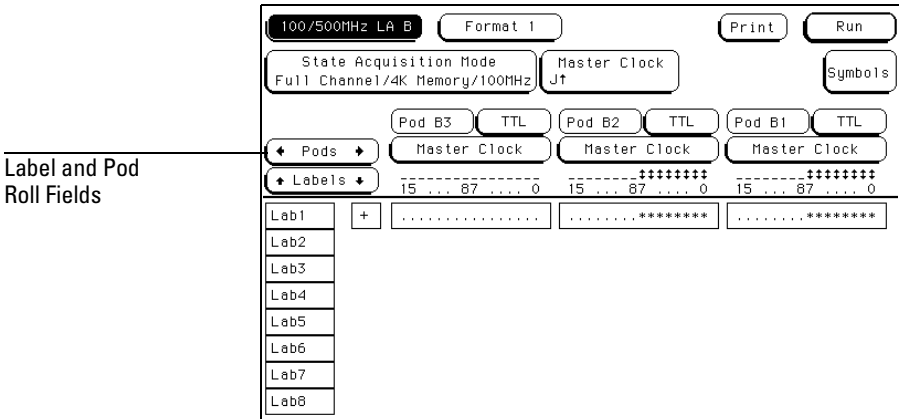 100/500MHz LA B Format 1 Print Run
State Acquisition Mode
Full Channel/4K Memory/100MHz
Master Clock
J↑
Symbols
Pod B3 TTL Pod B2 TTL Pod B1 TTL
← Pods → Master Clock Master Clock Master Clock
Label and Pod
Roll Fields
↑ Labels ↓
15 ... 87 .... 0 15 ... 87 .... 0 15 ... 87 .... 0
Lab1 + ................ ........******** ........********
Lab2
Lab3
Lab4
Lab5
Lab6
Lab7
Lab8